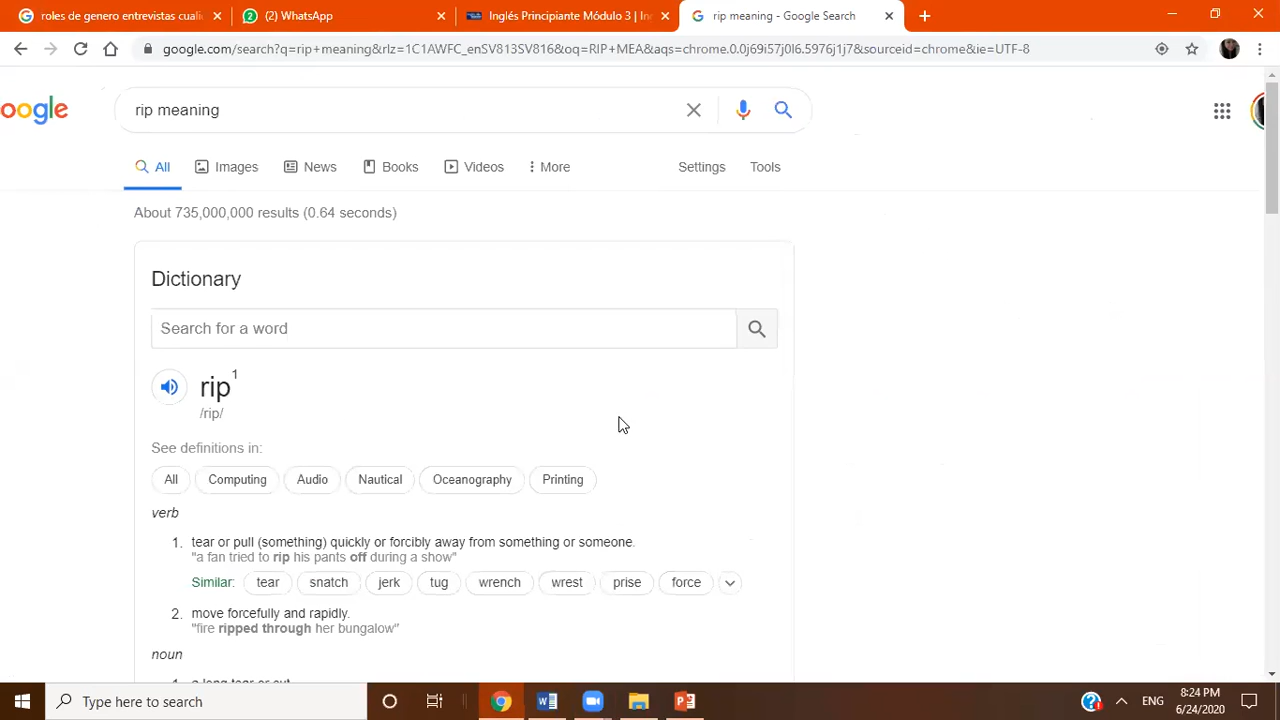 roles de genero entrevistas cuali
(2) WhatsApp
Inglés Principiante Módulo 3 | In
rip meaning - Google Search
google.com/search?q=rip+meaning&rlz=1C1AWFC_enSV813SV816&oq=RIP+MEA&aqs=chrome.0.0j69i57j0l6.5976j1j7&sourceid=chrome&ie=UTF-8
oogle
rip meaning
All Images News Books Videos More Settings Tools
About 735,000,000 results (0.64 seconds)
Dictionary
Search for a word
rip¹
/rip/
See definitions in:
All Computing Audio Nautical Oceanography Printing
verb
1. tear or pull (something) quickly or forcibly away from something or someone.
"a fan tried to rip his pants off during a show"
Similar: tear snatch jerk tug wrench wrest prise force
2. move forcefully and rapidly.
"fire ripped through her bungalow"
noun
1. a long tear or cut
Type here to search
ENG
8:24 PM
6/24/2020